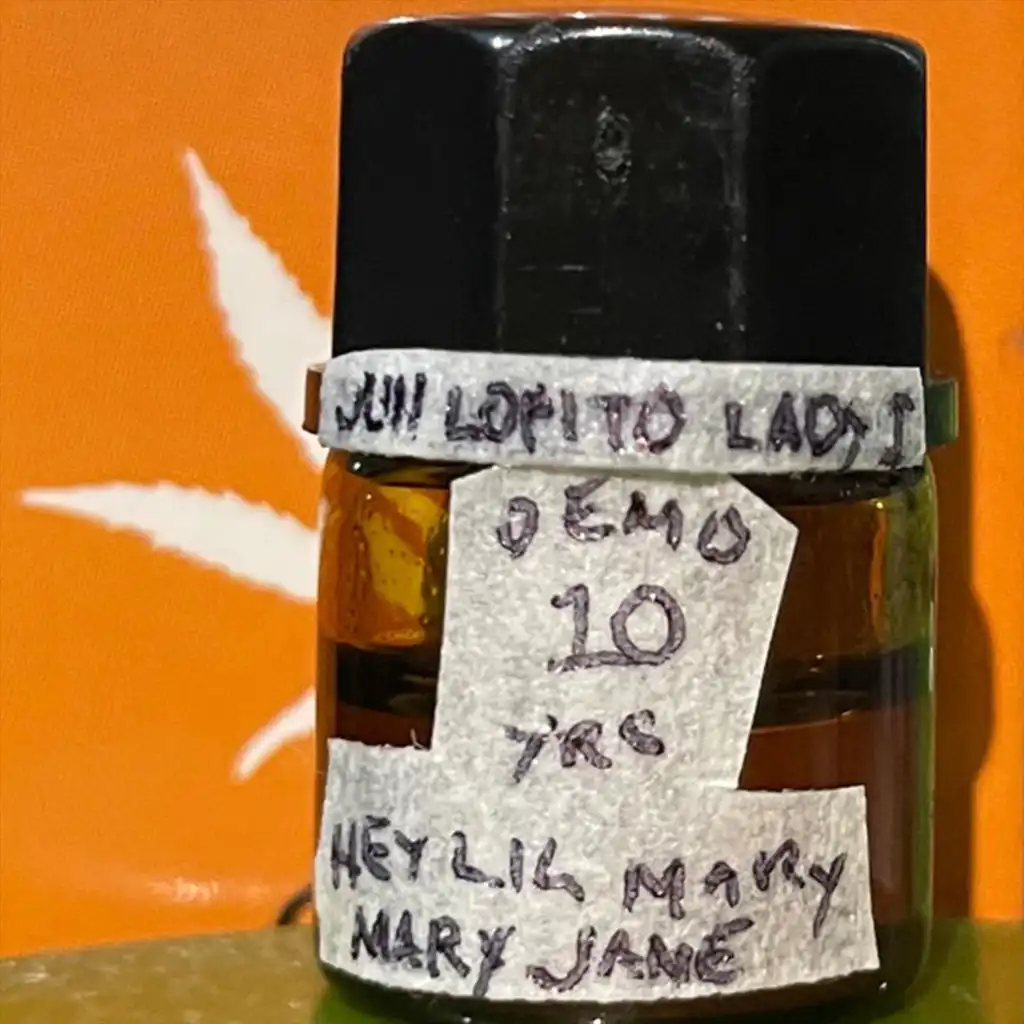 LOPITO LADY I
DEMO
10
YRS
HEY LIL MARY
MARY JANE